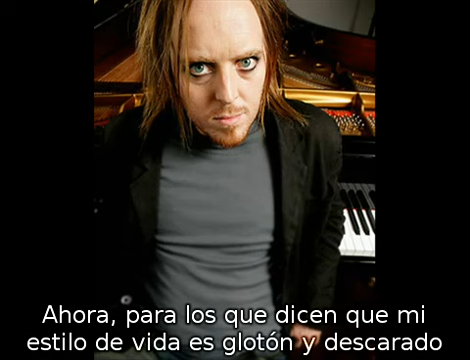 Ahora, para los que dicen que mi
estilo de vida es glotón y descarado